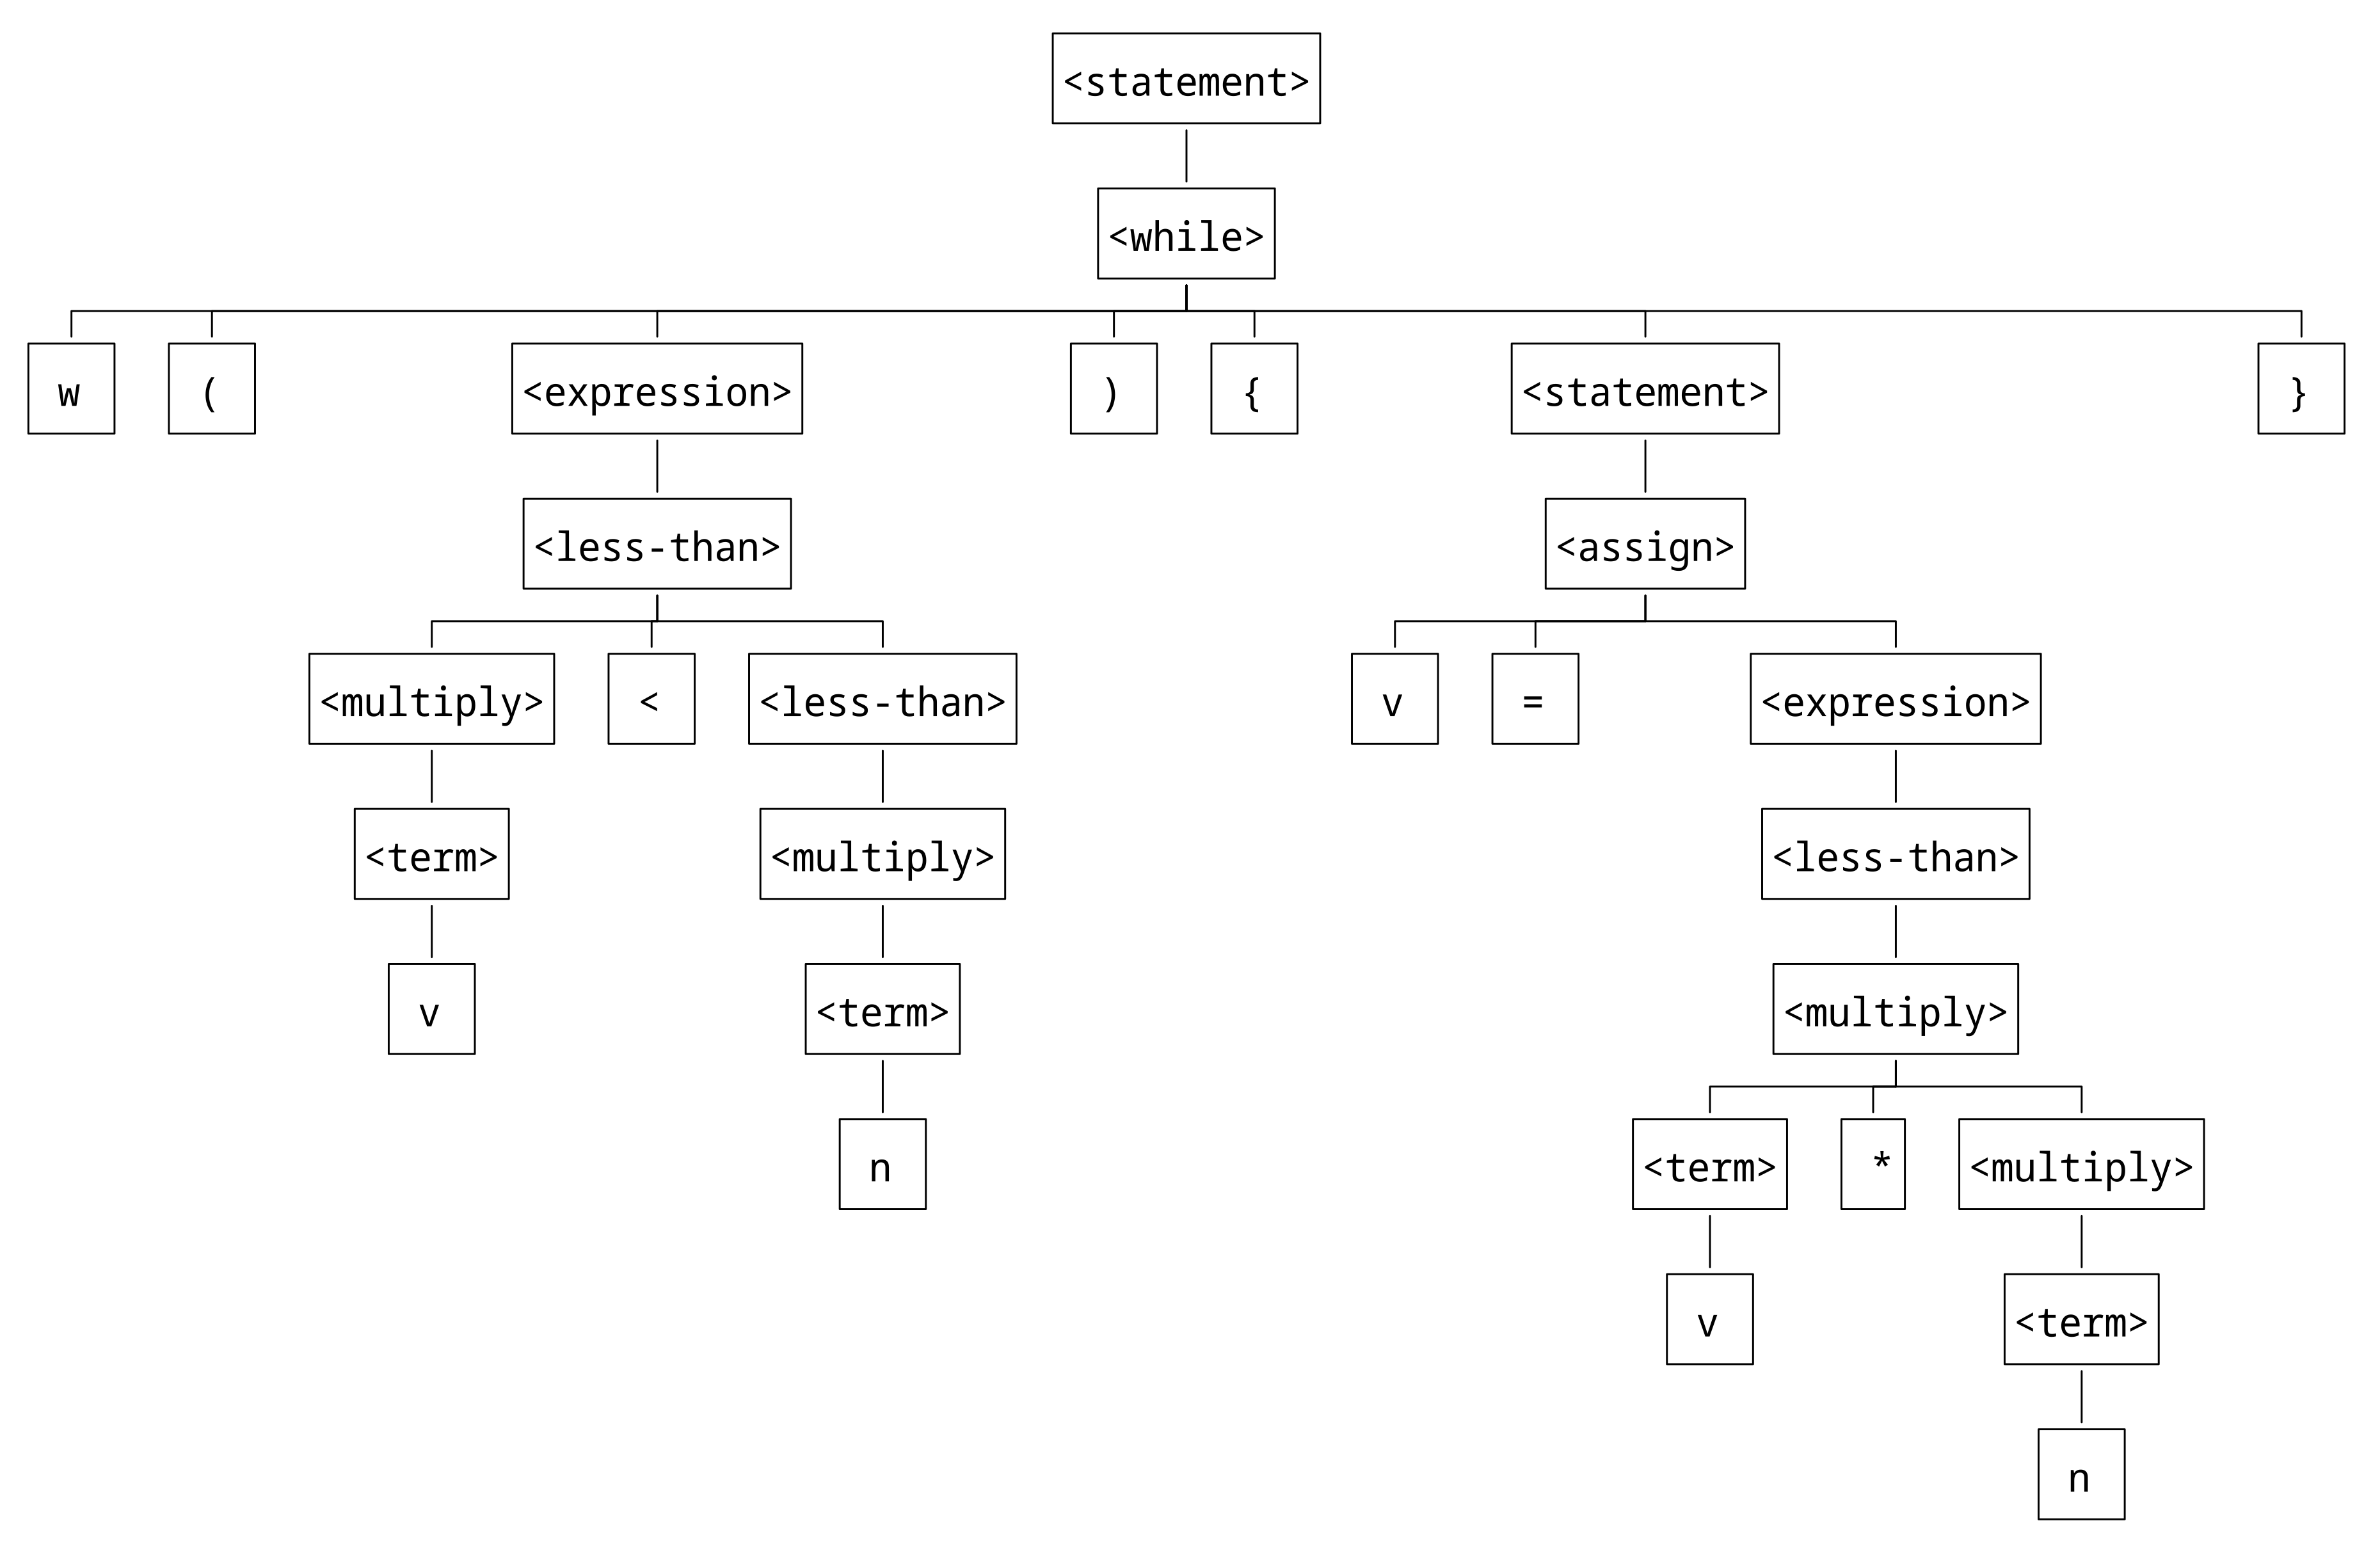 <statement>
<while>
w
(
<expression>
)
{
<statement>
}
<less-than>
<assign>
<multiply>
<
<less-than>
v
=
<expression>
<term>
<multiply>
<less-than>
v
<term>
<multiply>
n
<term>
*
<multiply>
v
<term>
n